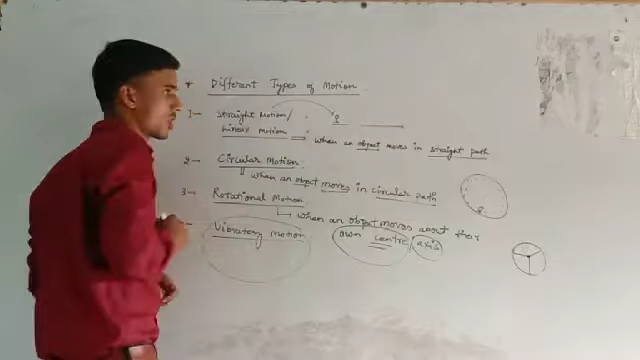 * Different Types of Motion
1- Straight Motion/
Linear Motion ⇒ when an object moves in straight path
2- Circular Motion
when an object moves in circular path
3- Rotational Motion
when an object moves about their
own centre axis
- Vibratory Motion